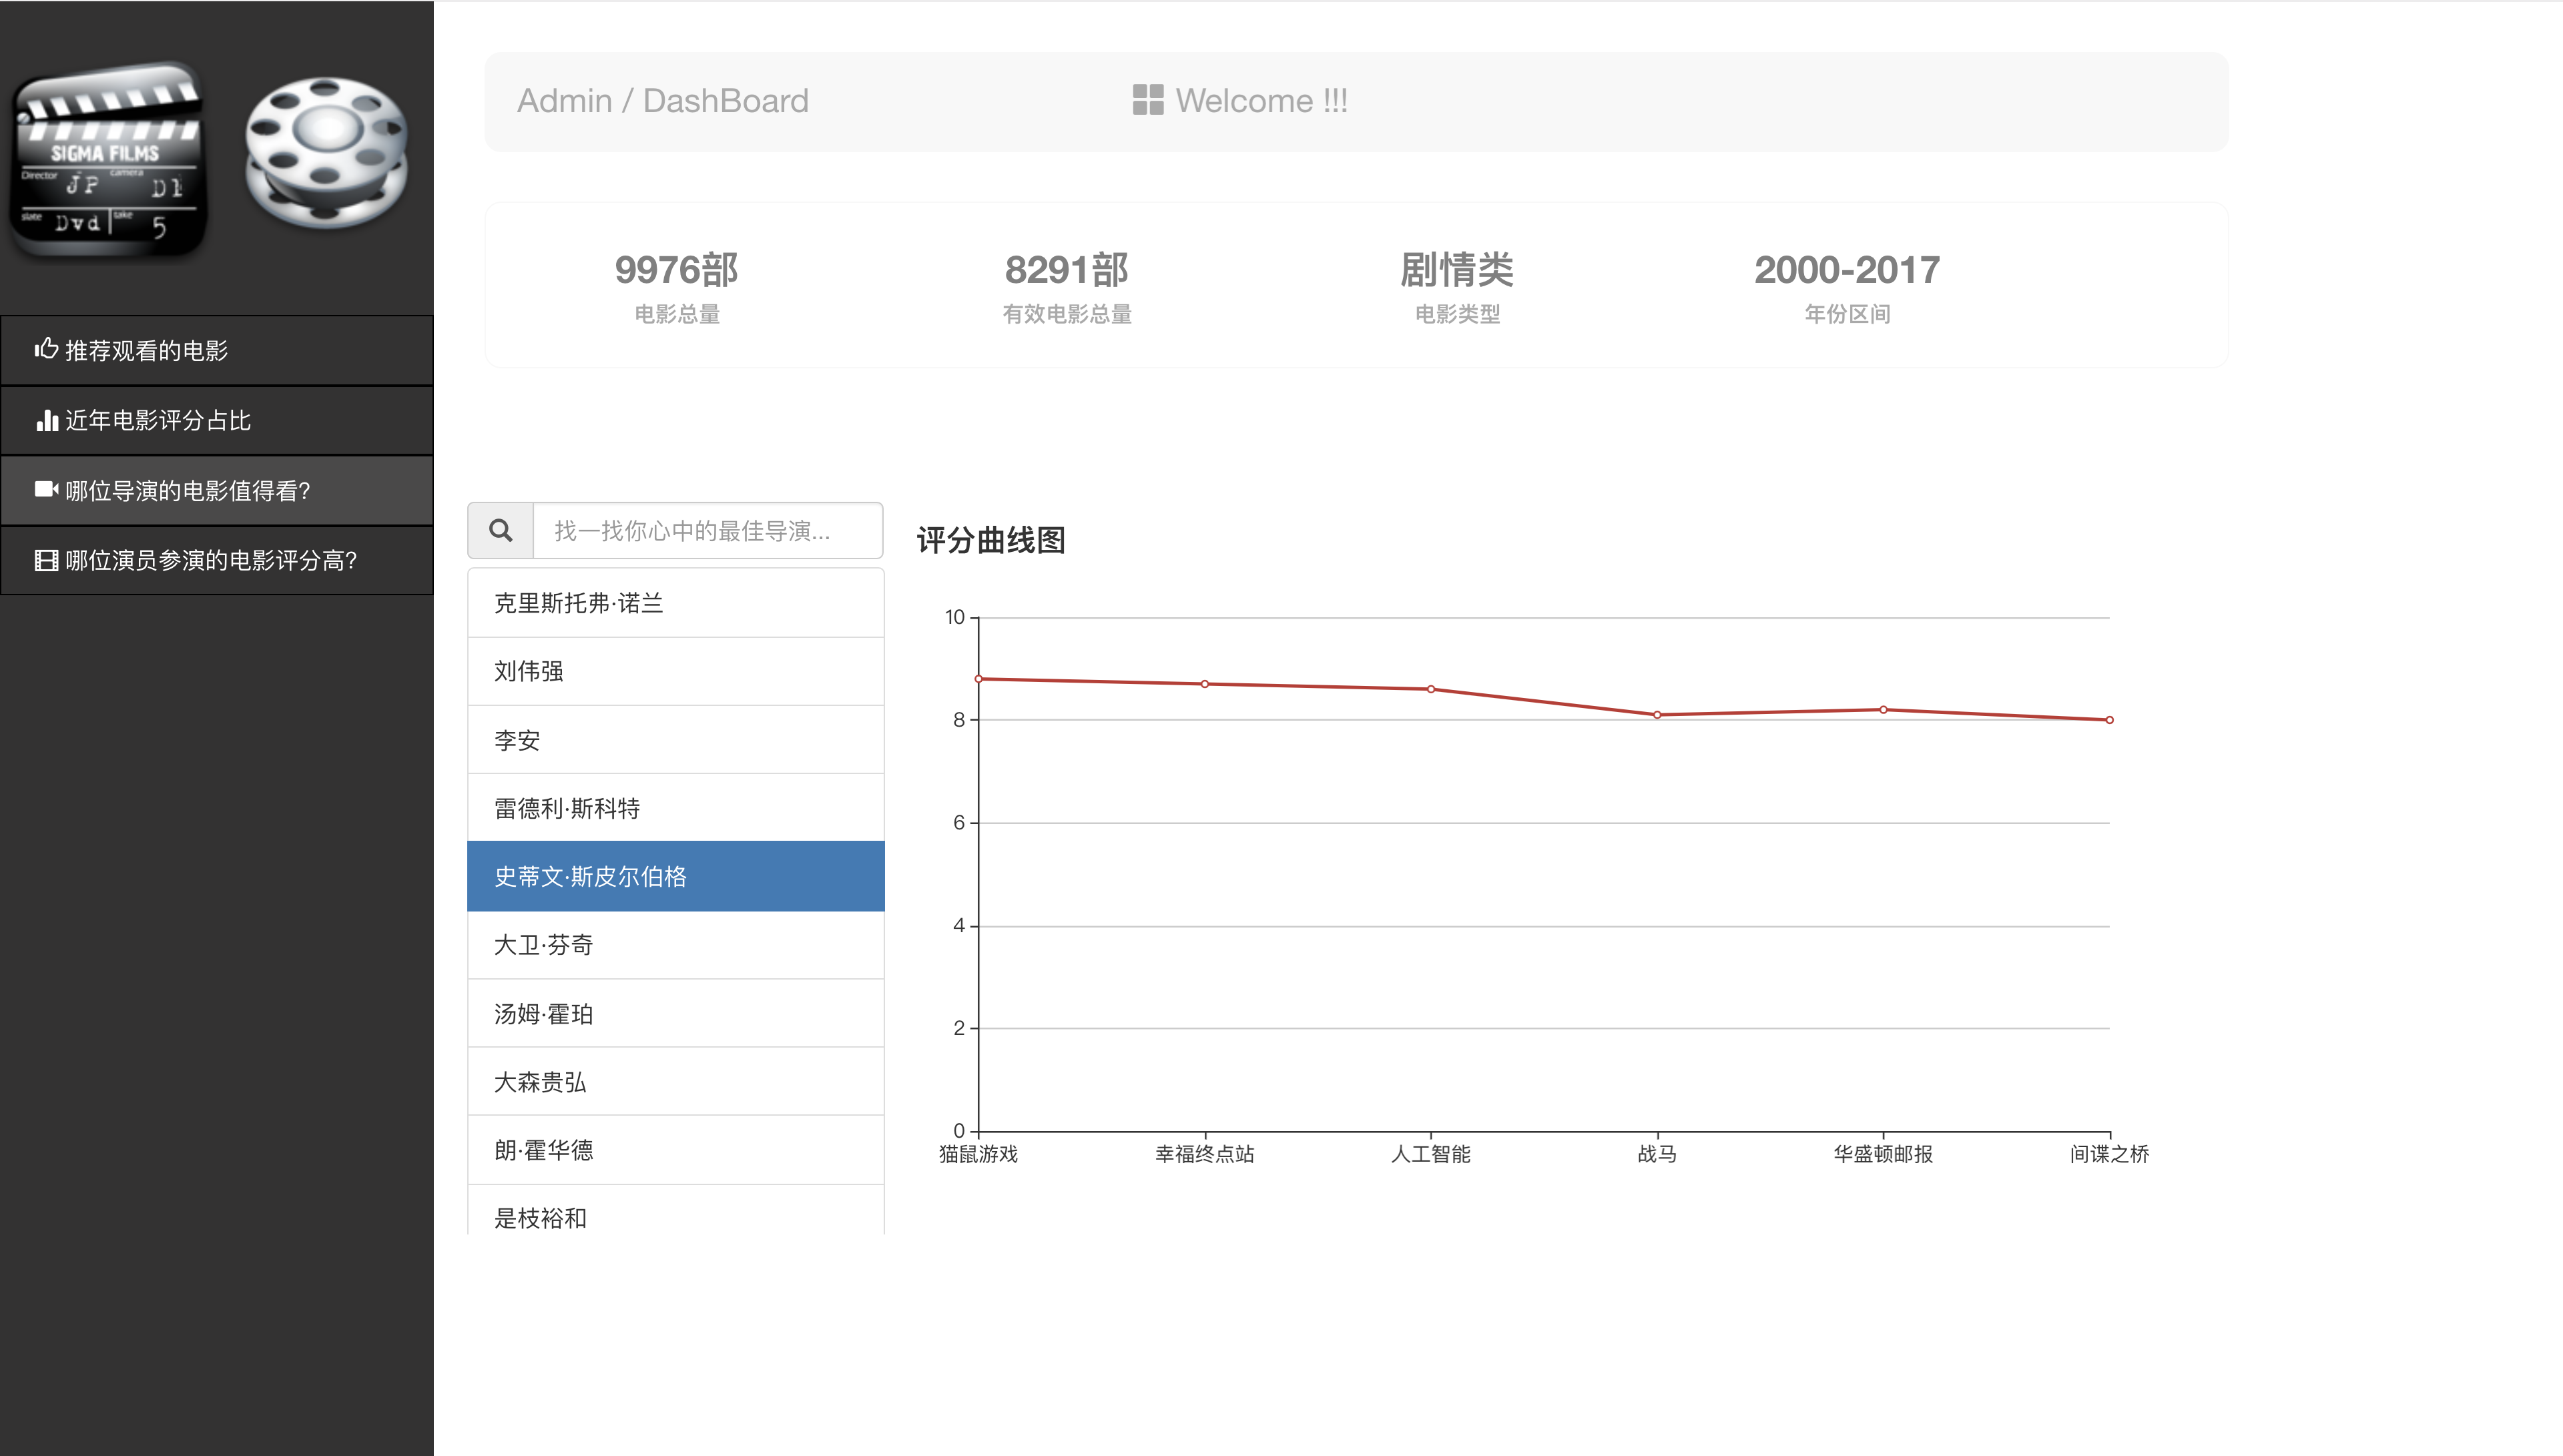 SIGMA FILMS
Director
camera
JP
D1
slate
take
Dvd
5
推荐观看的电影
近年电影评分占比
哪位导演的电影值得看?
哪位演员参演的电影评分高?
Admin / DashBoard
Welcome !!!
9976部
8291部
剧情类
2000-2017
电影总量
有效电影总量
电影类型
年份区间
找一找你心中的最佳导演...
克里斯托弗·诺兰
刘伟强
李安
雷德利·斯科特
史蒂文·斯皮尔伯格
大卫·芬奇
汤姆·霍珀
大森贵弘
朗·霍华德
是枝裕和
评分曲线图
10
8
6
4
2
0
猫鼠游戏
幸福终点站
人工智能
战马
华盛顿邮报
间谍之桥